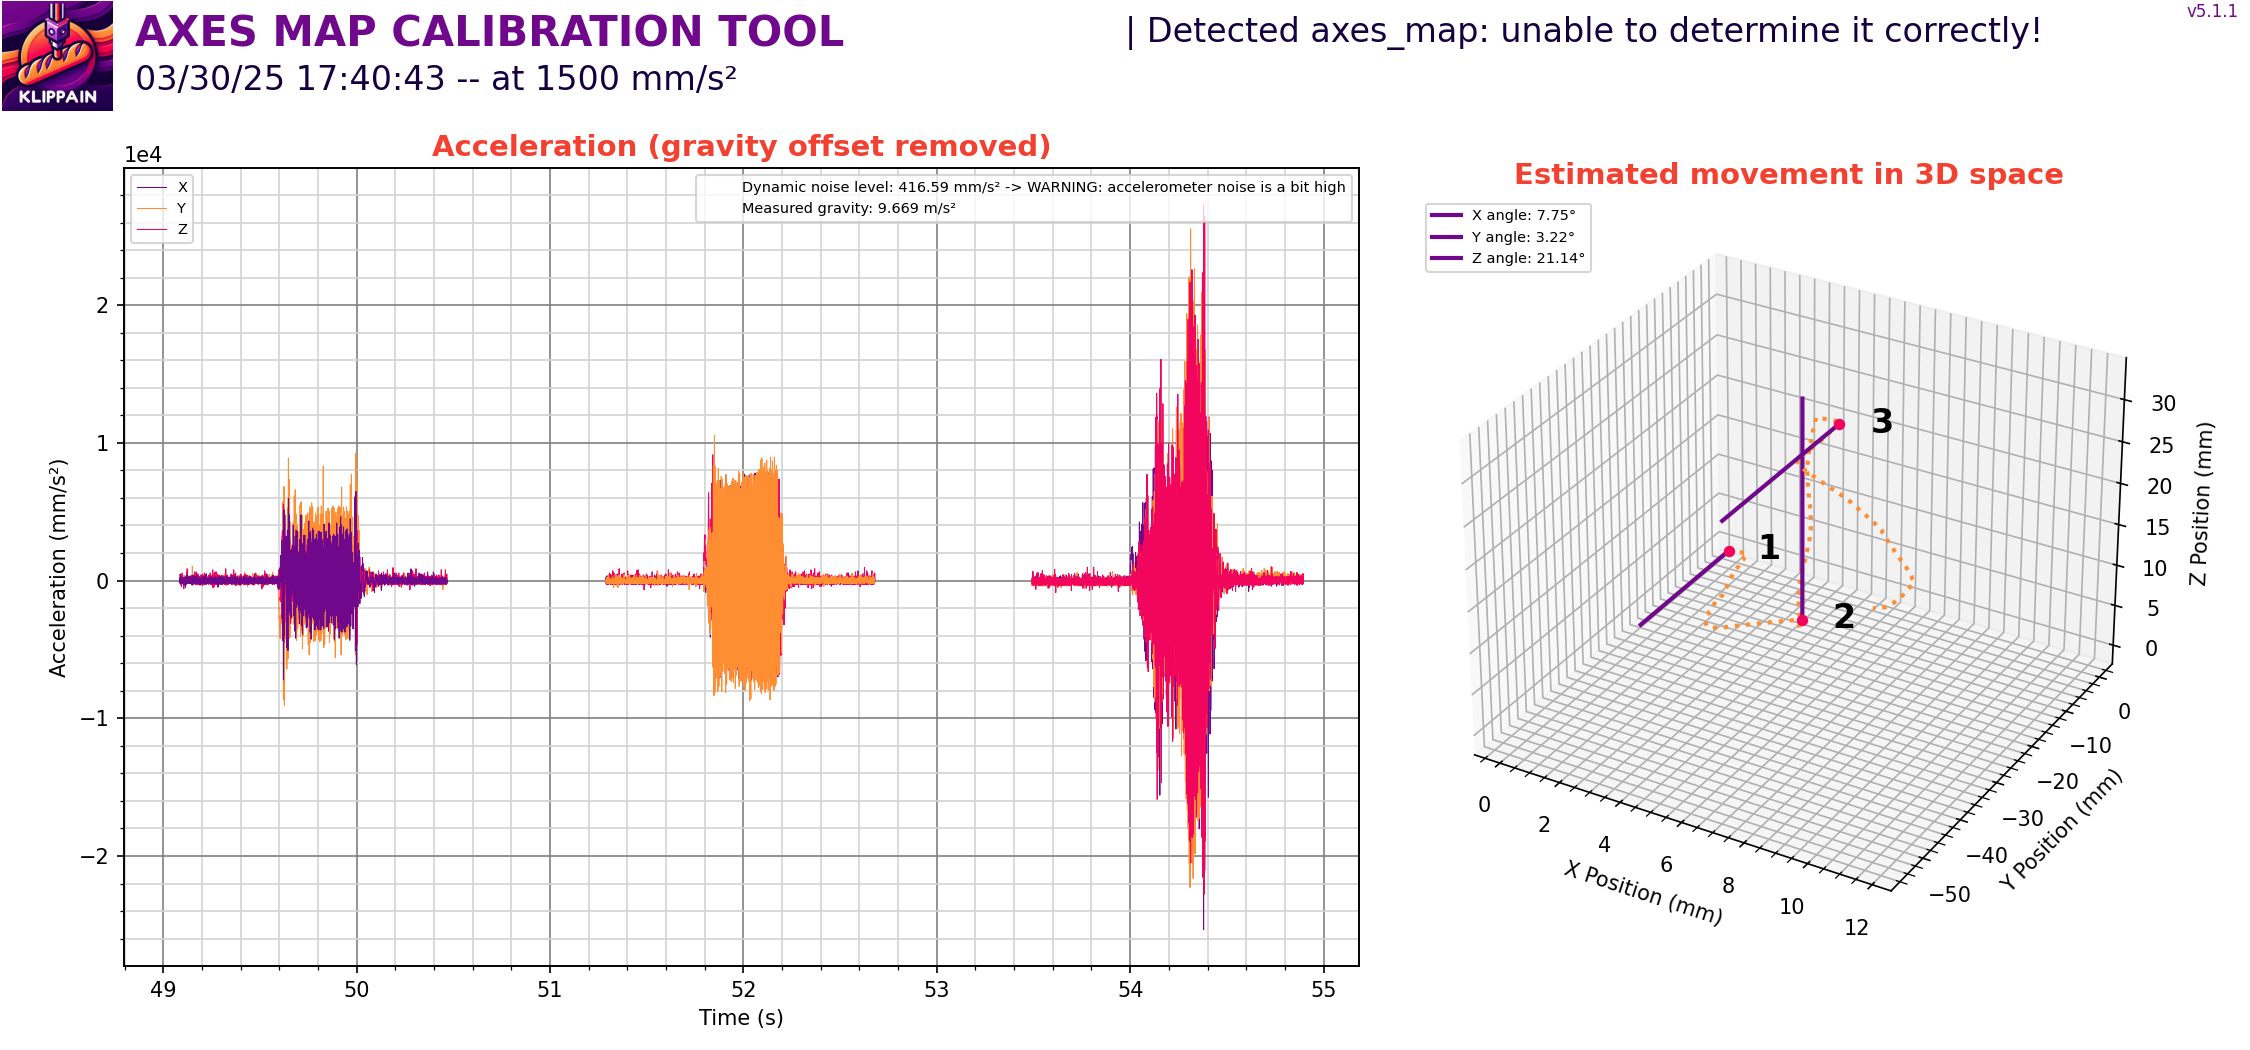 AXES MAP CALIBRATION TOOL
| Detected axes_map: unable to determine it correctly!
v5.1.1
03/30/25 17:40:43 -- at 1500 mm/s²
KLIPPAIN
Acceleration (gravity offset removed)
1e4
X
Y
Z
Dynamic noise level: 416.59 mm/s² -> WARNING: accelerometer noise is a bit high
Measured gravity: 9.669 m/s²
2
1
0
−1
−2
Acceleration (mm/s²)
49 50 51 52 53 54 55
Time (s)
Estimated movement in 3D space
X angle: 7.75°
Y angle: 3.22°
Z angle: 21.14°
3
1
2
30
25
20
15
10
5
0
Z Position (mm)
0
−10
−20
−30
−40
−50
Y Position (mm)
0
2
4
6
8
10
12
X Position (mm)